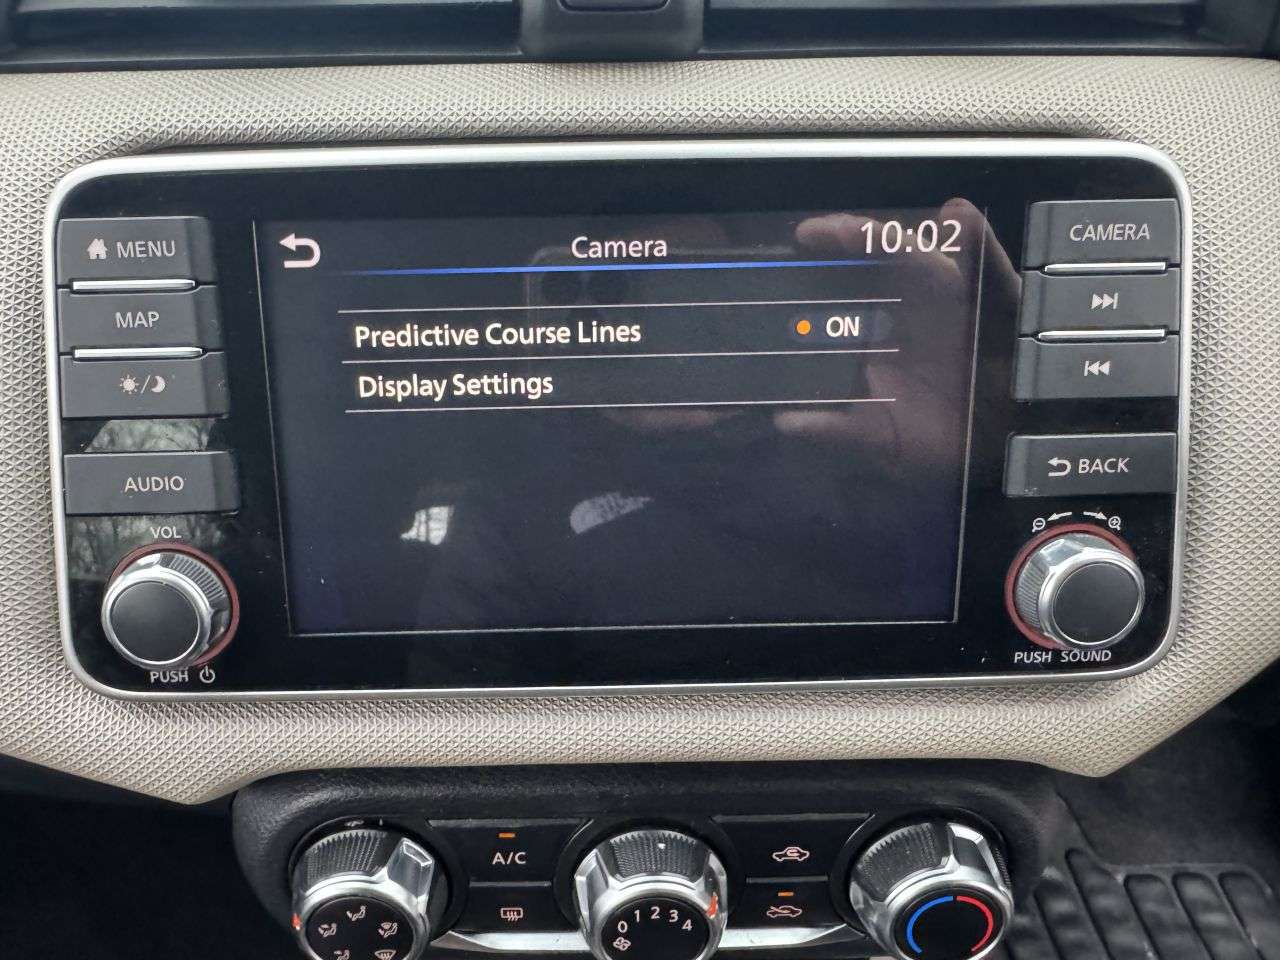 MENU
MAP
AUDIO
VOL
PUSH
Camera
10:02
Predictive Course Lines
ON
Display Settings
CAMERA
BACK
PUSH SOUND
A/C
0 1 2 3 4